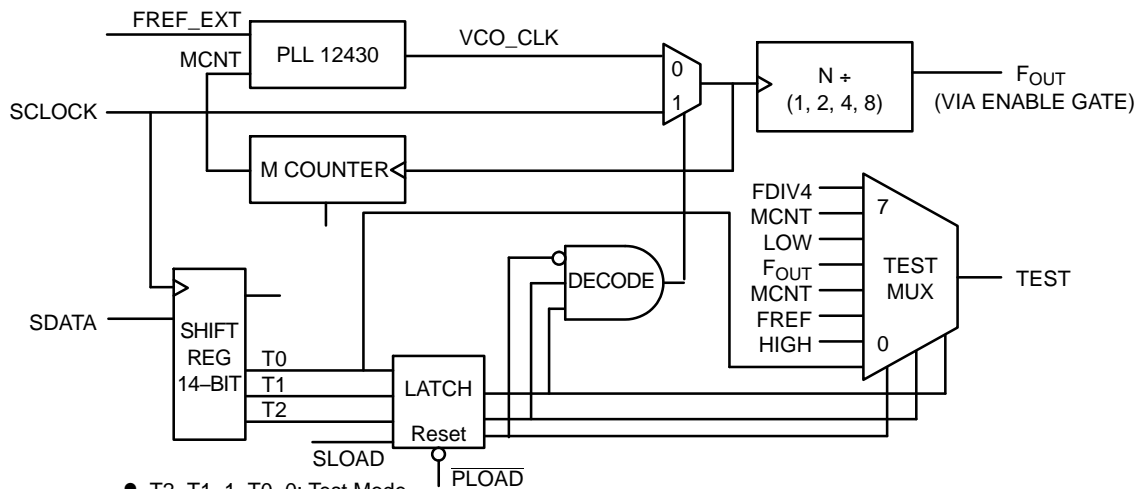 FREF_EXT
MCNT
PLL 12430
VCO_CLK
0
1
N ÷
(1, 2, 4, 8)
FOUT
(VIA ENABLE GATE)
SCLOCK
M COUNTER
FDIV4
MCNT
LOW
FOUT
MCNT
FREF
HIGH
7
TEST
MUX
0
TEST
DECODE
SDATA
SHIFT
REG
14–BIT
T0
T1
T2
LATCH
Reset
SLOAD
PLOAD